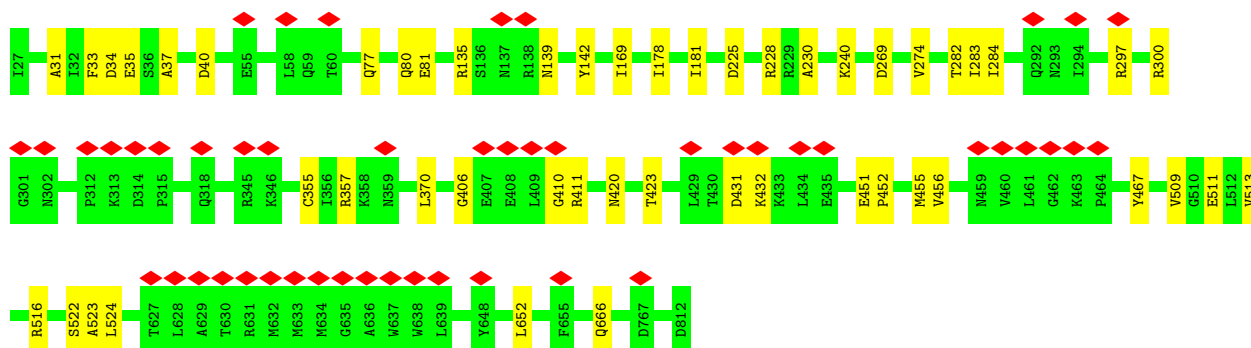 I27 A31 I32 F33 D34 E35 S36 A37 D40 E55 L58 Q59 T60 Q77 Q80 E81 R135 S136 N137 R138 N139 Y142 I169 I178 I181 D225 R228 R229 A230 K240 D269 V274 T282 I283 I284 Q292 N293 I294 R297 R300
G301 N302 P312 K313 D314 P315 Q318 R345 K346 C355 I356 R357 K358 N359 L370 G406 E407 E408 L409 G410 R411 N420 T423 L429 T430 D431 K432 K433 L434 E435 E451 P452 M455 V456 N459 V460 L461 G462 K463 P464 Y467 V509 G510 E511 L512 V513
R516 S522 A523 L524 T627 L628 A629 T630 R631 M632 M633 M634 G635 A636 W637 W638 L639 Y648 L652 F655 Q666 D767 D812